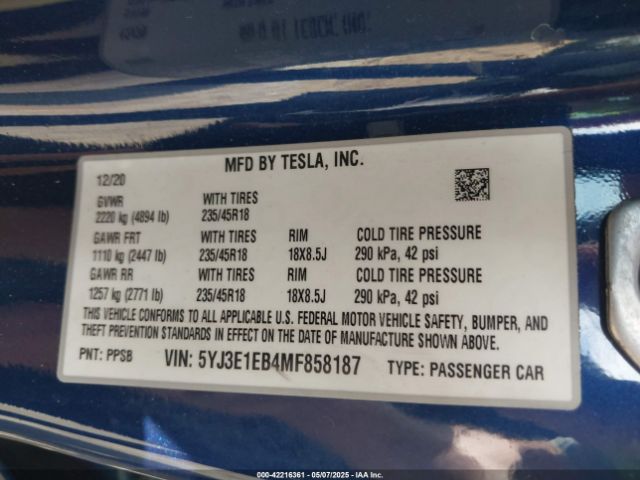 MFD BY TESLA, INC.
12/20
GVWR WITH TIRES
2220 kg (4894 lb) 235/45R18
GAWR FRT WITH TIRES RIM COLD TIRE PRESSURE
1110 kg (2447 lb) 235/45R18 18X8.5J 290 kPa, 42 psi
GAWR RR WITH TIRES RIM COLD TIRE PRESSURE
1257 kg (2771 lb) 235/45R18 18X8.5J 290 kPa, 42 psi
THIS VEHICLE CONFORMS TO ALL APPLICABLE U.S. FEDERAL MOTOR VEHICLE SAFETY, BUMPER, AND
THEFT PREVENTION STANDARDS IN EFFECT ON THE DATE OF MANUFACTURE SHOWN ABOVE.
PNT: PPSB VIN: 5YJ3E1EB4MF858187 TYPE: PASSENGER CAR
000-42216361 - 05/07/2025 - IAA Inc.